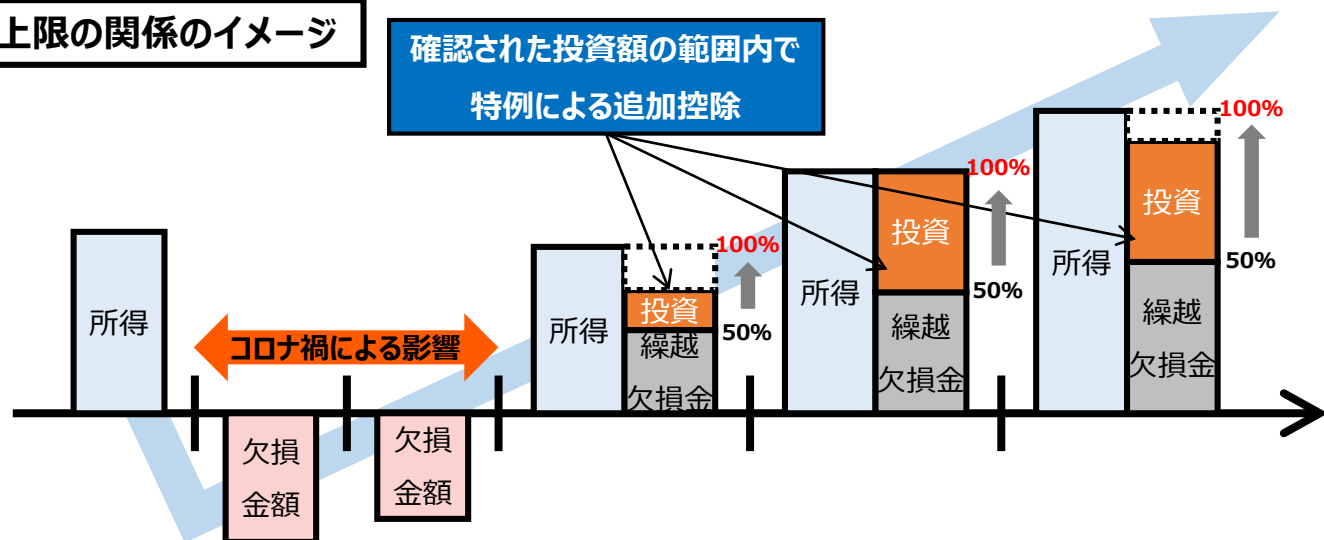 上限の関係のイメージ
確認された投資額の範囲内で
特例による追加控除
所得
コロナ禍による影響
欠損
金額
欠損
金額
所得
100%
投資
50%
繰越
欠損金
所得
100%
投資
50%
繰越
欠損金
所得
100%
投資
50%
繰越
欠損金